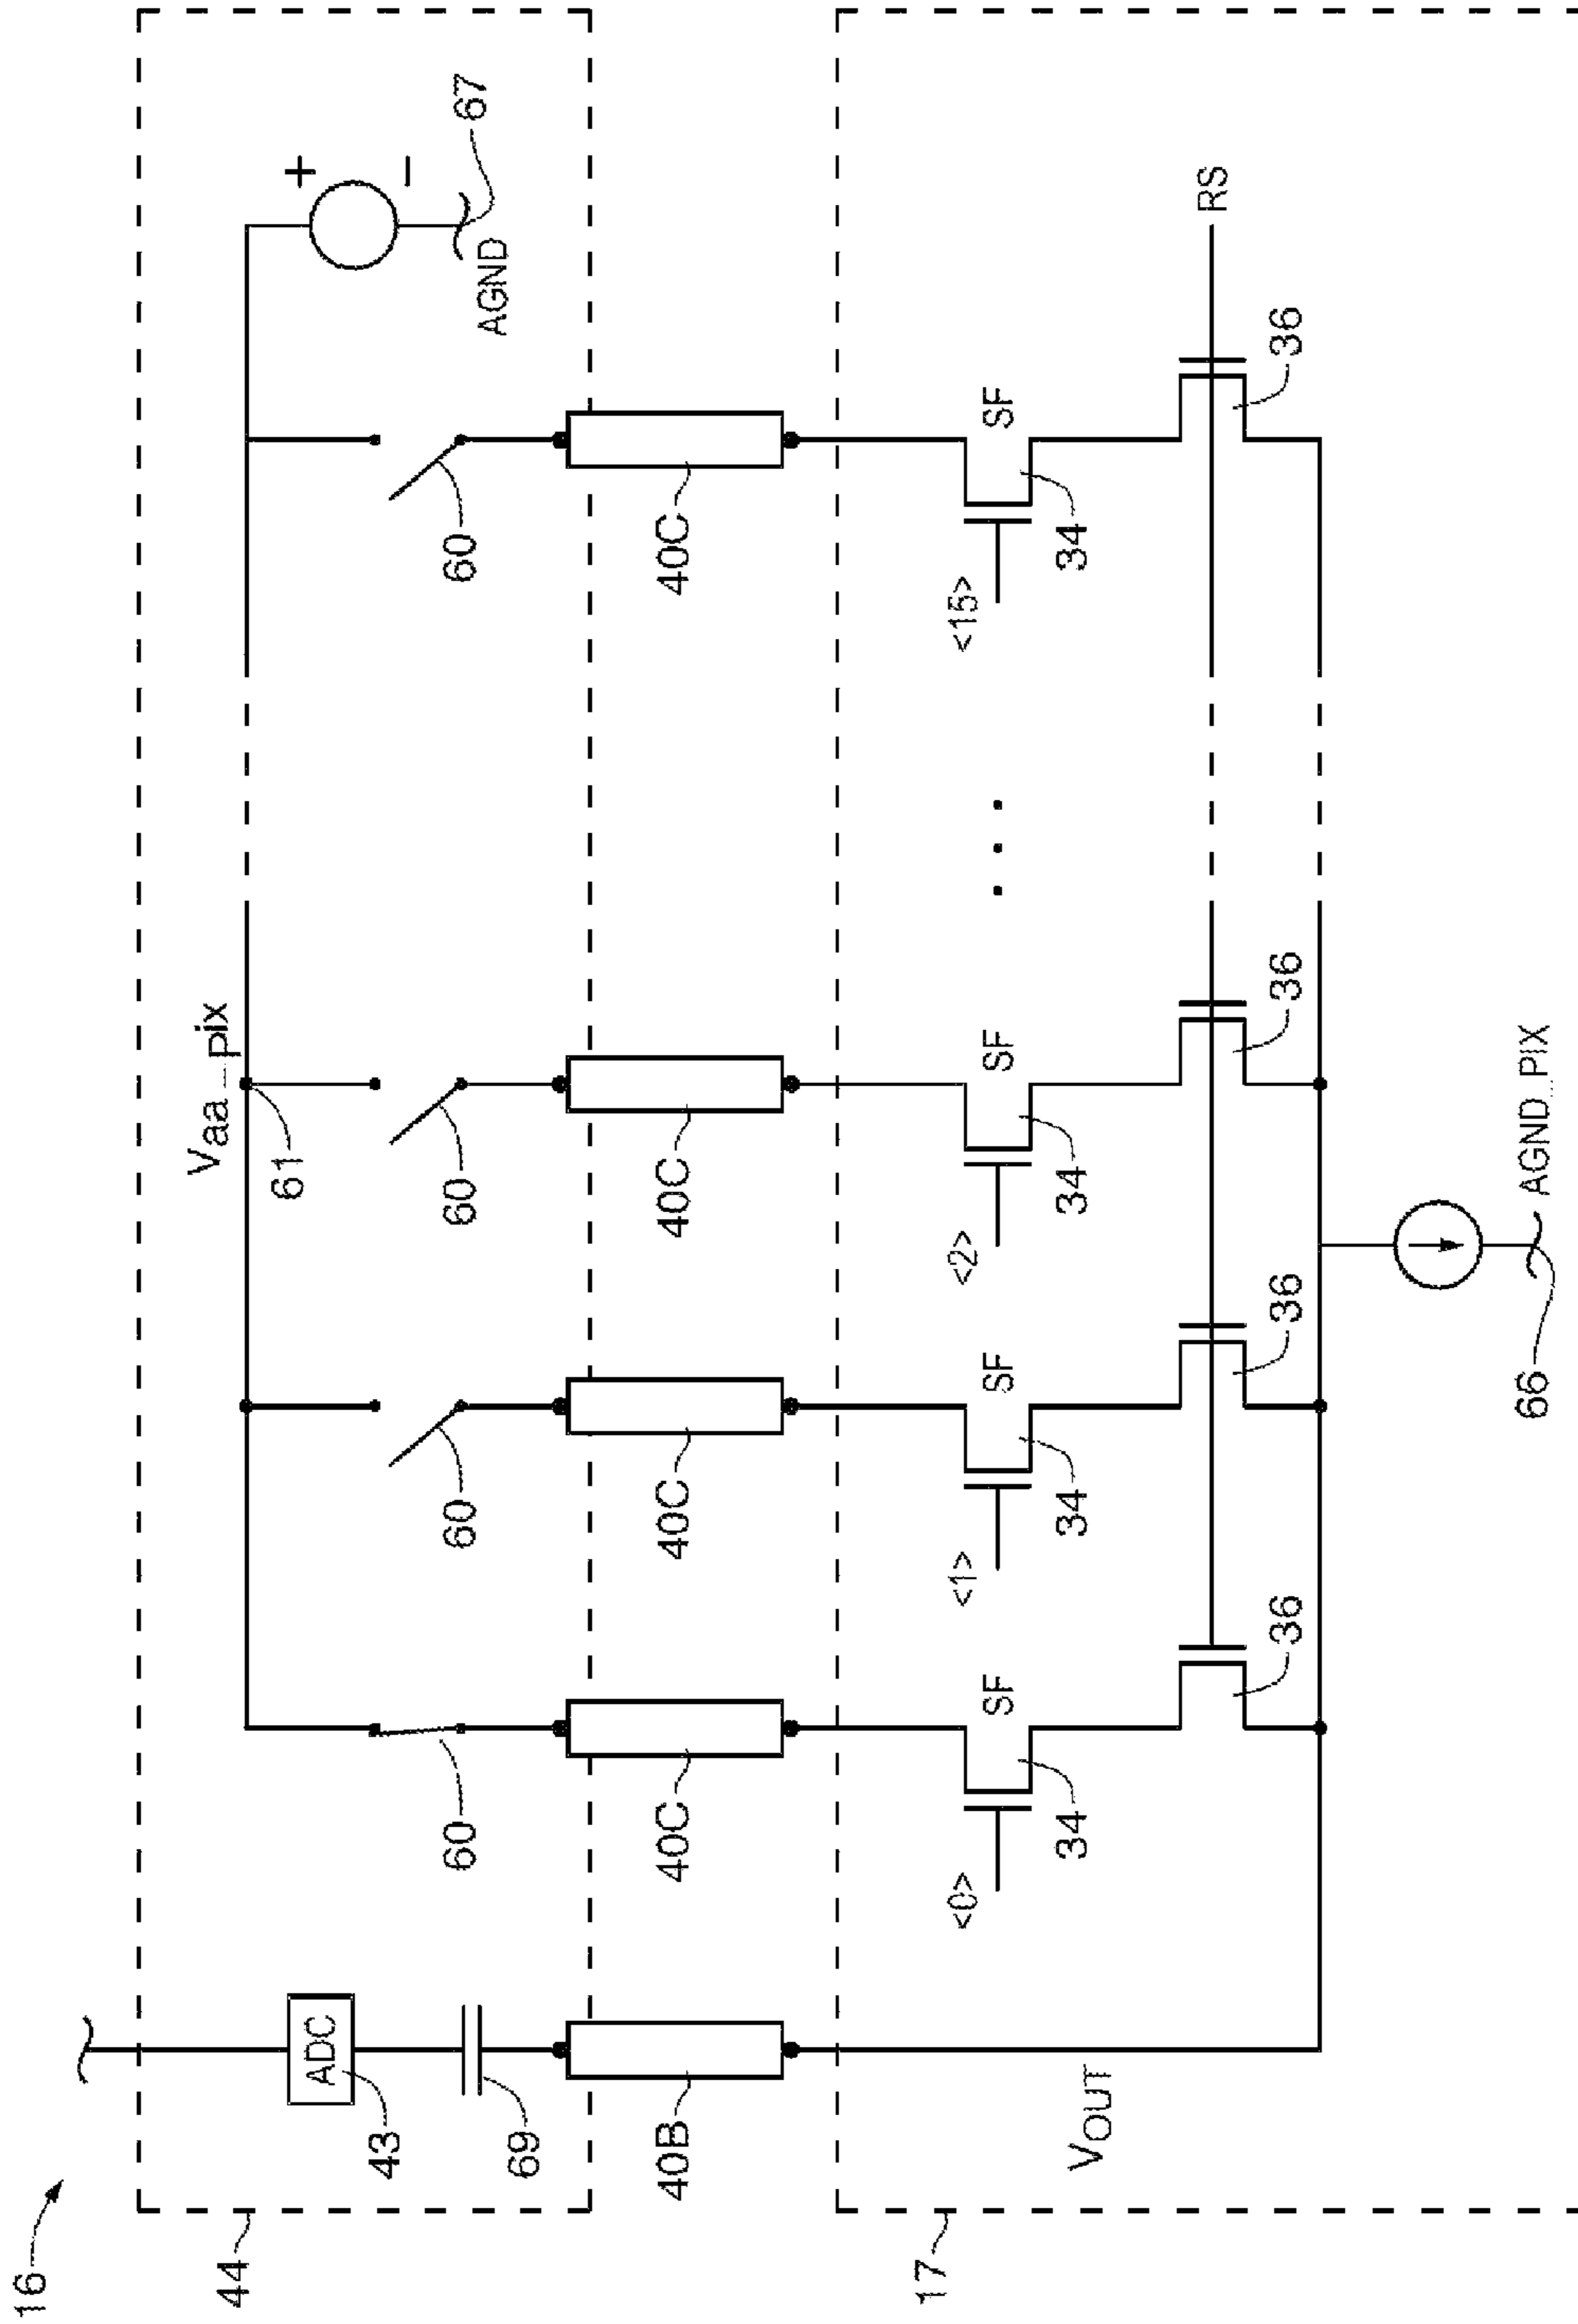 16
44
43
ADC
69
40B
VOUT
17
Vaa_pix
61
60
60
60
60
+
−
AGND
67
40C
40C
40C
40C
<0>
SF
34
<1>
SF
34
<2>
SF
34
. . .
<15>
SF
34
36
36
36
36
RS
66
AGND_PIX